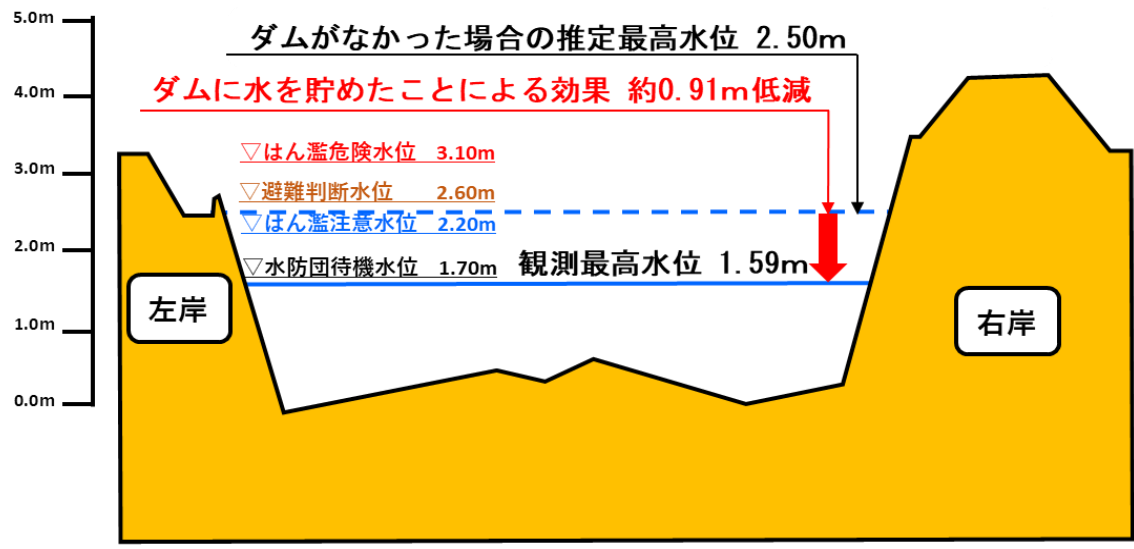 5.0m
ダムがなかった場合の推定最高水位 2.50m
4.0m
ダムに水を貯めたことによる効果 約0.91m低減
▽はん濫危険水位 3.10m
3.0m
▽避難判断水位 2.60m
▽はん濫注意水位 2.20m
2.0m
▽水防団待機水位 1.70m
観測最高水位 1.59m
左岸
右岸
1.0m
0.0m